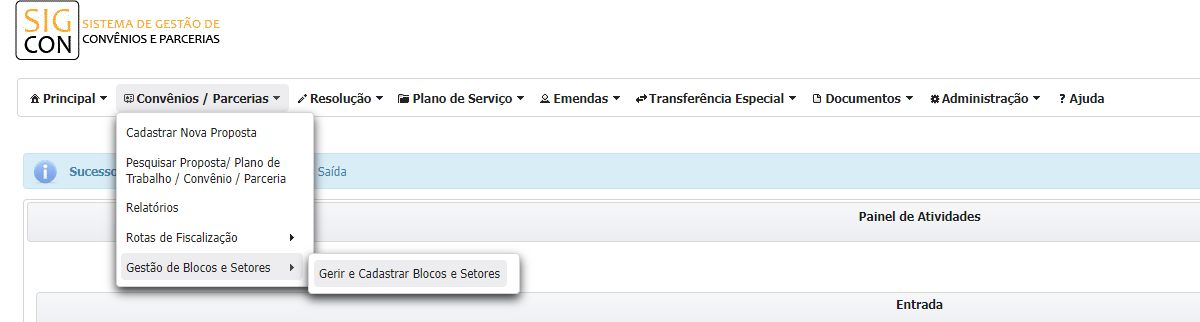 SIG
CON
SISTEMA DE GESTÃO DE
CONVÊNIOS E PARCERIAS
Principal
Convênios / Parcerias
Resolução
Plano de Serviço
Emendas
Transferência Especial
Documentos
Administração
? Ajuda
Cadastrar Nova Proposta
Pesquisar Proposta/ Plano de
Trabalho / Convênio / Parceria
Relatórios
Rotas de Fiscalização
Gestão de Blocos e Setores
Gerir e Cadastrar Blocos e Setores
Sucesso
Saída
Painel de Atividades
Entrada